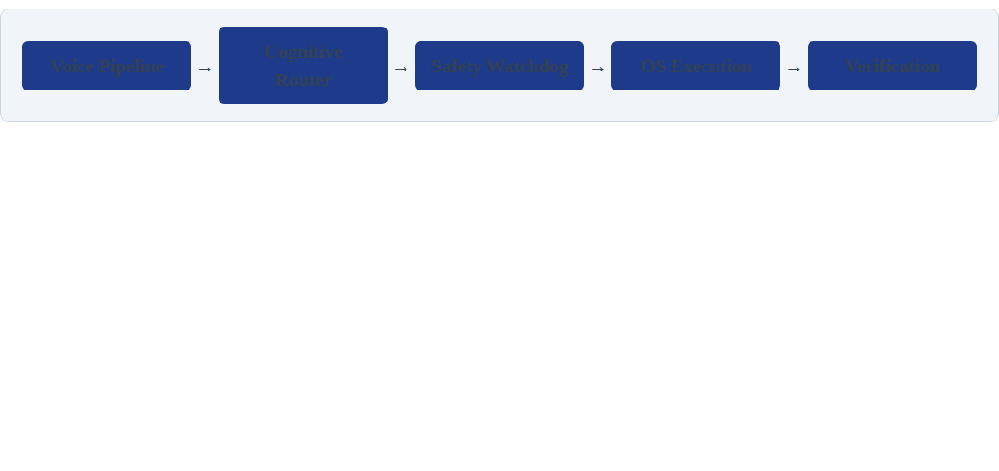 Voice Pipeline → Cognitive Router → Safety Watchdog → OS Execution → Verification